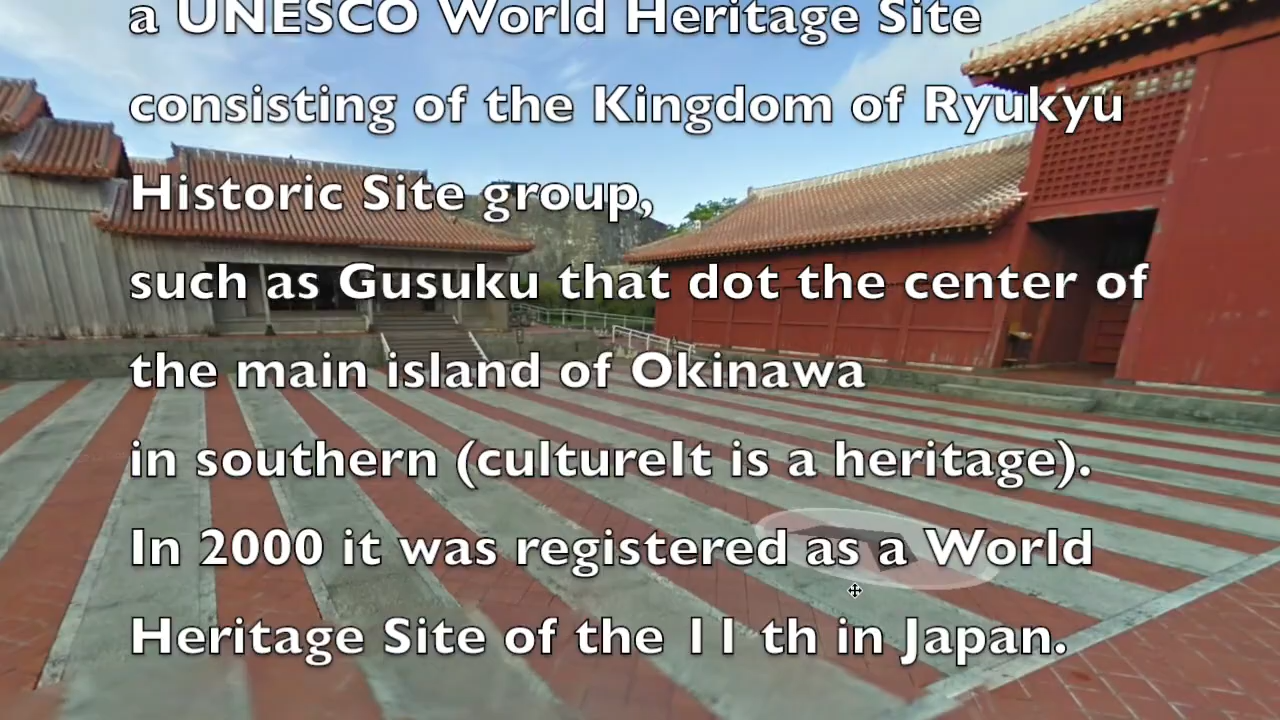 a UNESCO World Heritage Site
consisting of the Kingdom of Ryukyu
Historic Site group,
such as Gusuku that dot the center of
the main island of Okinawa
in southern (cultureIt is a heritage).
In 2000 it was registered as a World
Heritage Site of the 11 th in Japan.